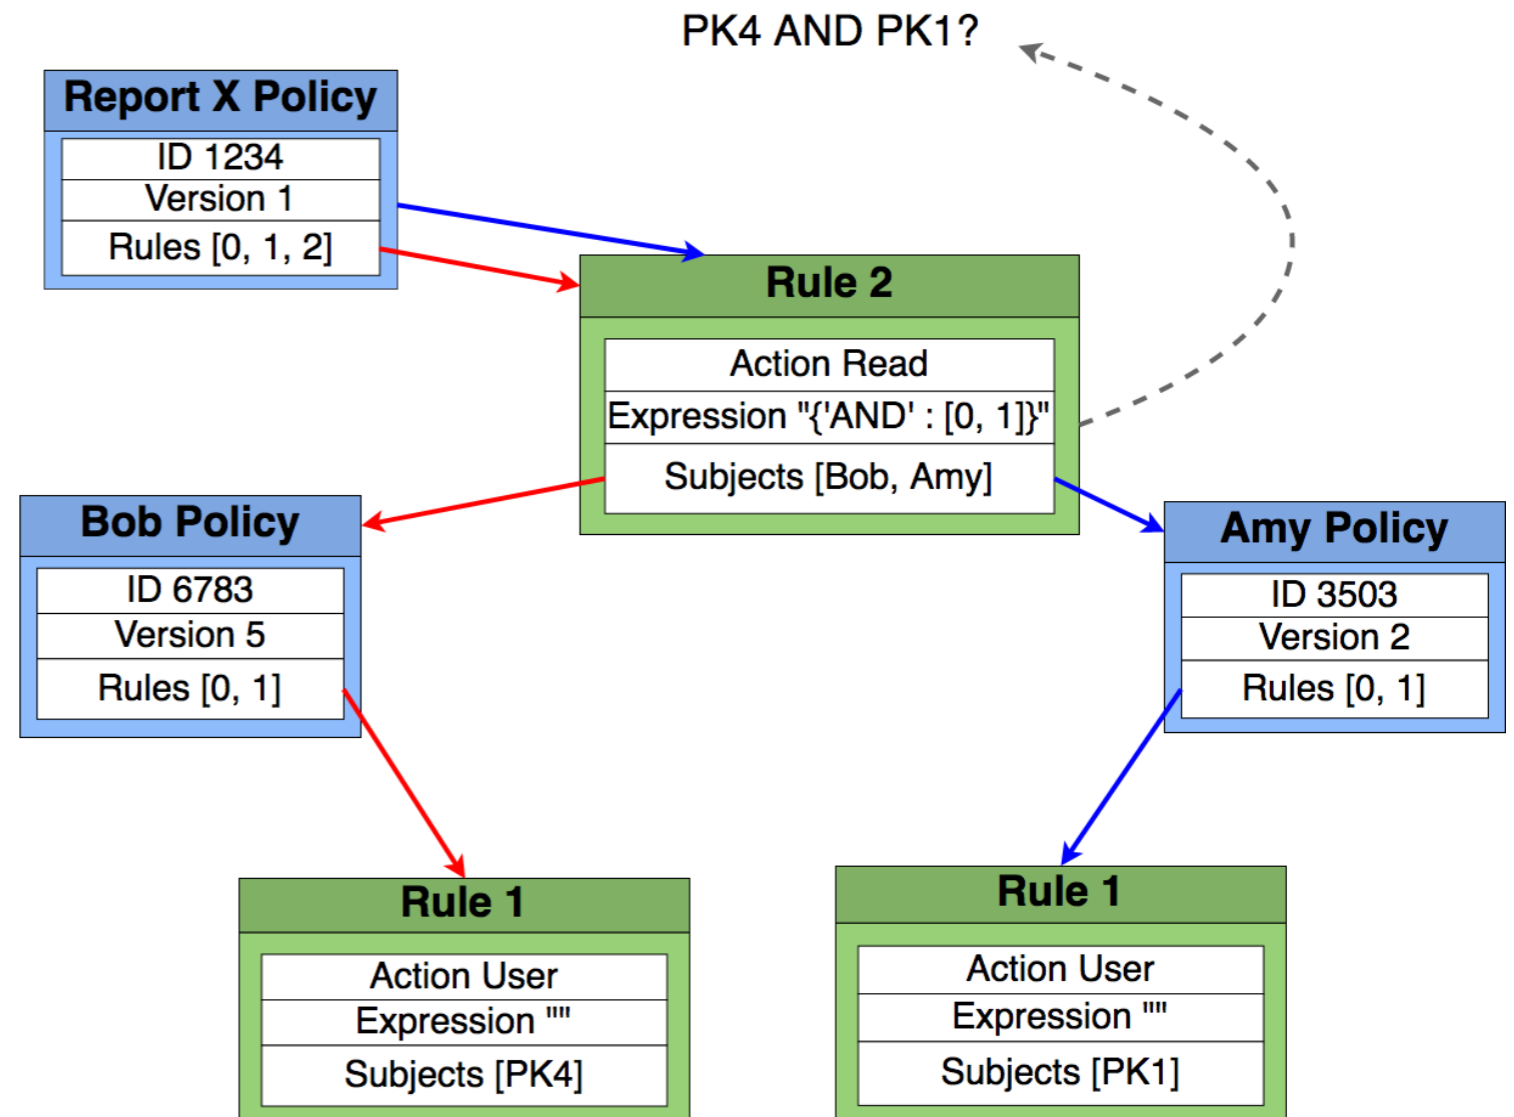 PK4 AND PK1?
Report X Policy
ID 1234
Version 1
Rules [0, 1, 2]
Rule 2
Action Read
Expression "{'AND' : [0, 1]}"
Subjects [Bob, Amy]
Bob Policy
ID 6783
Version 5
Rules [0, 1]
Amy Policy
ID 3503
Version 2
Rules [0, 1]
Rule 1
Action User
Expression ""
Subjects [PK4]
Rule 1
Action User
Expression ""
Subjects [PK1]